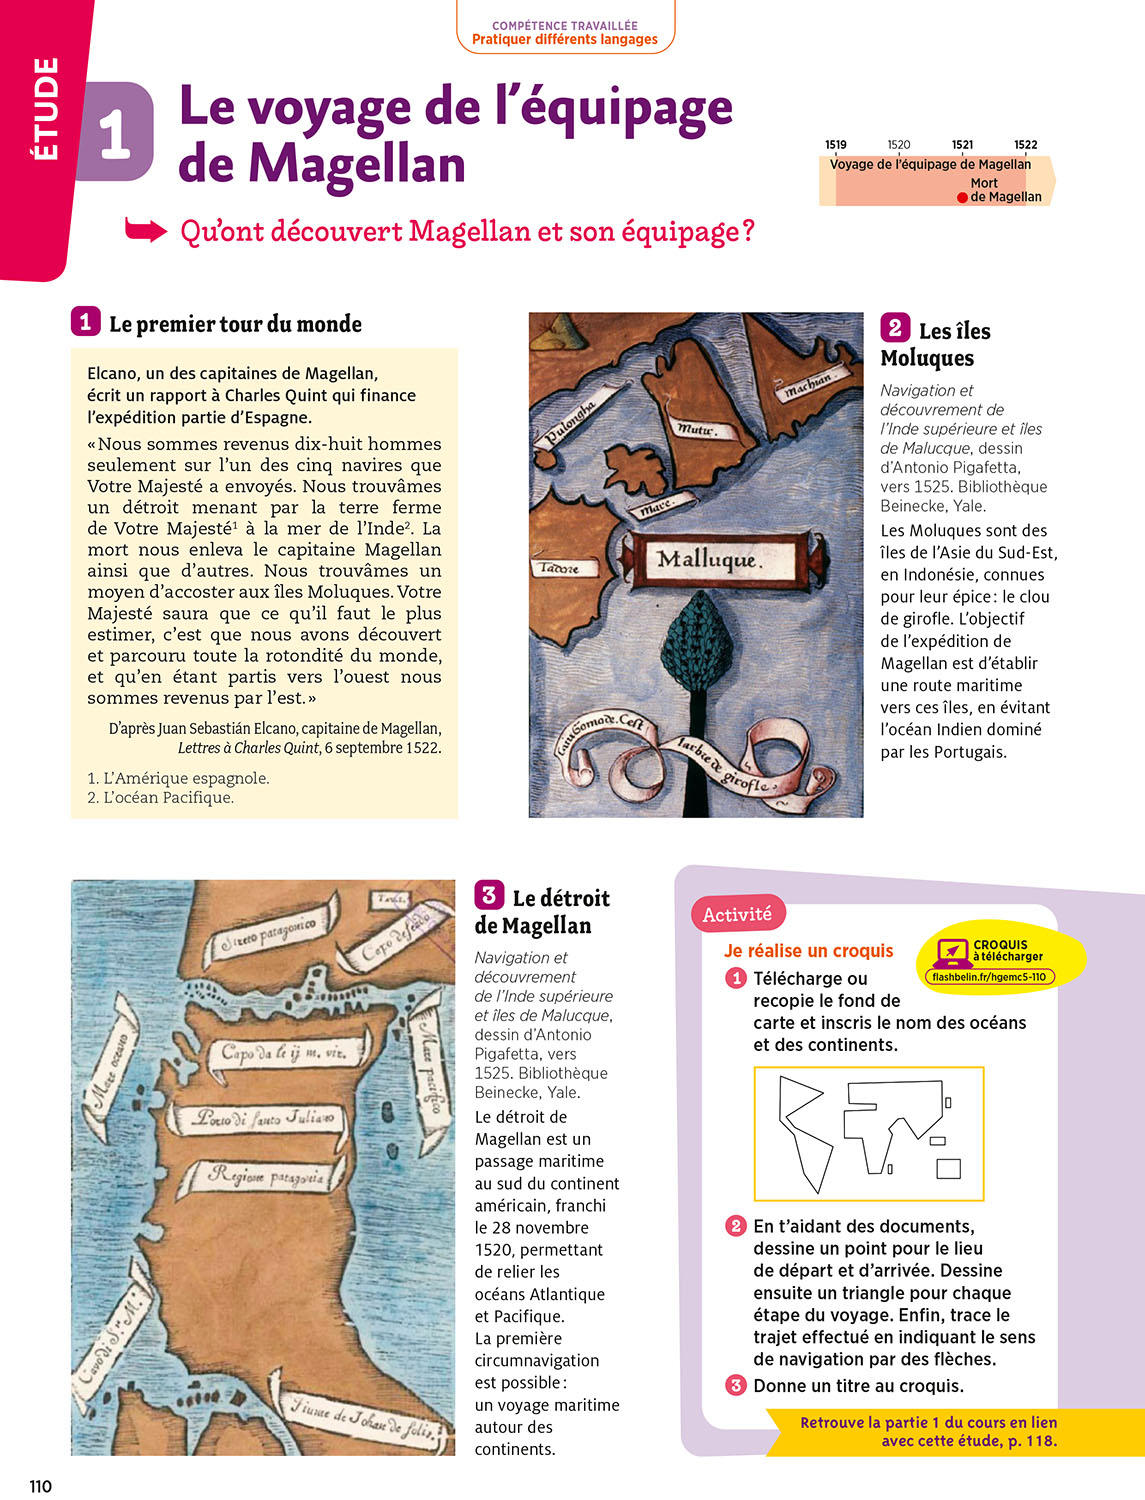 COMPÉTENCE TRAVAILLÉE
Pratiquer différents langages
ÉTUDE
1
Le voyage de l’équipage
de Magellan
Qu’ont découvert Magellan et son équipage ?
1519 1520 1521 1522
Voyage de l’équipage de Magellan
Mort
de Magellan
1 Le premier tour du monde
Elcano, un des capitaines de Magellan,
écrit un rapport à Charles Quint qui finance
l’expédition partie d’Espagne.
« Nous sommes revenus dix-huit hommes
seulement sur l’un des cinq navires que
Votre Majesté a envoyés. Nous trouvâmes
un détroit menant par la terre ferme
de Votre Majesté¹ à la mer de l’Inde². La
mort nous enleva le capitaine Magellan
ainsi que d’autres. Nous trouvâmes un
moyen d’accoster aux îles Moluques. Votre
Majesté saura que ce qu’il faut le plus
estimer, c’est que nous avons découvert
et parcouru toute la rotondité du monde,
et qu’en étant partis vers l’ouest nous
sommes revenus par l’est. »
D’après Juan Sebastián Elcano, capitaine de Magellan,
Lettres à Charles Quint, 6 septembre 1522.
1. L’Amérique espagnole.
2. L’océan Pacifique.
Pulongha
Mutir.
Machian.
Mare.
Tadore
Malluque.
larbre de girofle.
2 Les îles
Moluques
Navigation et
découvrement de
l’Inde supérieure et îles
de Malucque, dessin
d’Antonio Pigafetta,
vers 1525. Bibliothèque
Beinecke, Yale.
Les Moluques sont des
îles de l’Asie du Sud-Est,
en Indonésie, connues
pour leur épice : le clou
de girofle. L’objectif
de l’expédition de
Magellan est d’établir
une route maritime
vers ces îles, en évitant
l’océan Indien dominé
par les Portugais.
Streto patagonico
Mare oceano
Mare pacifico
Capo da le ij m. vir.
Porto di santo Juliano
Regione patagonia
Fiume de Johan de solis.
3 Le détroit
de Magellan
Navigation et
découvrement
de l’Inde supérieure
et îles de Malucque,
dessin d’Antonio
Pigafetta, vers
1525. Bibliothèque
Beinecke, Yale.
Le détroit de
Magellan est un
passage maritime
au sud du continent
américain, franchi
le 28 novembre
1520, permettant
de relier les
océans Atlantique
et Pacifique.
La première
circumnavigation
est possible :
un voyage maritime
autour des
continents.
Activité
Je réalise un croquis
CROQUIS
à télécharger
flashbelin.fr/hgemc5-110
1 Télécharge ou
recopie le fond de
carte et inscris le nom des océans
et des continents.
2 En t’aidant des documents,
dessine un point pour le lieu
de départ et d’arrivée. Dessine
ensuite un triangle pour chaque
étape du voyage. Enfin, trace le
trajet effectué en indiquant le sens
de navigation par des flèches.
3 Donne un titre au croquis.
Retrouve la partie 1 du cours en lien
avec cette étude, p. 118.
110